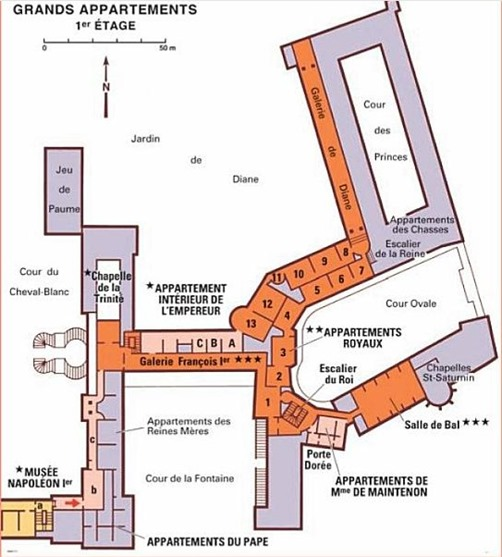 GRANDS APPARTEMENTS
1er ÉTAGE
0
50 m
N
Jardin
de
Diane
Galerie
de
Diane
Cour
des
Princes
Jeu
de
Paume
Appartements
des Chasses
Escalier
de la Reine
Cour du
Cheval-Blanc
★Chapelle
de la
Trinité
★APPARTEMENT
INTÉRIEUR DE
L'EMPEREUR
11
10
9
8
7
6
5
12
4
13
3
2
1
Cour Ovale
★★APPARTEMENTS
ROYAUX
C B A
Galerie François Ier ★★★
Escalier
du Roi
Chapelles
St-Saturnin
Salle de Bal ★★★
Appartements des
Reines Mères
Cour de la Fontaine
Porte
Dorée
APPARTEMENTS DE
Mme DE MAINTENON
★MUSÉE
NAPOLÉON Ier
c
b
a
APPARTEMENTS DU PAPE